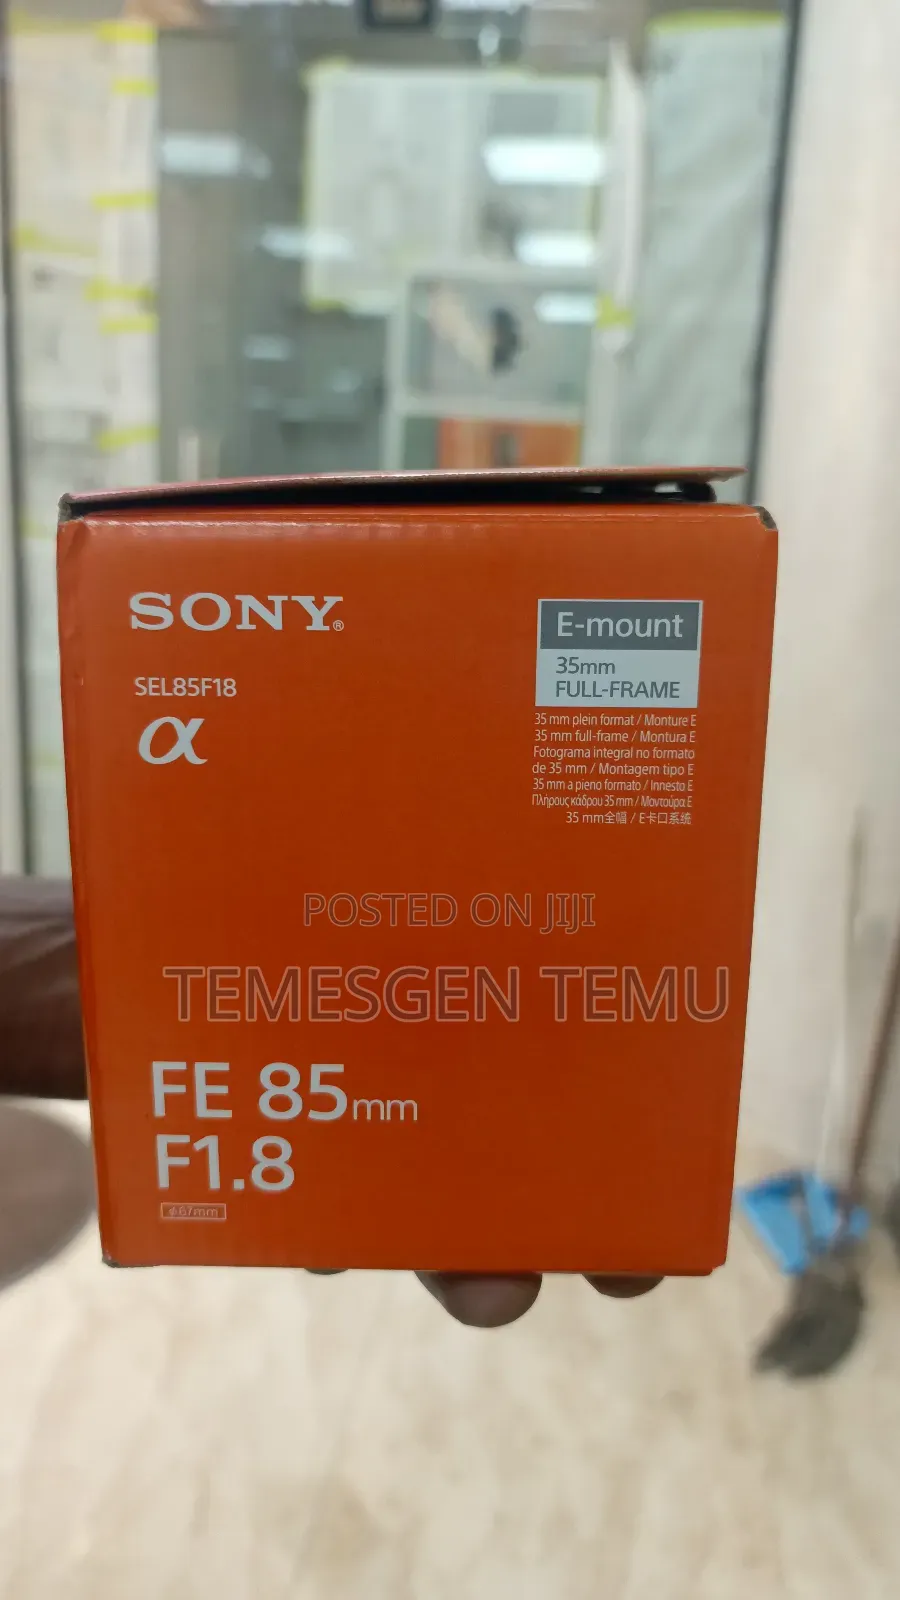 SONY®
SEL85F18
α
E-mount
35mm
FULL-FRAME
35 mm plein format / Monture E
35 mm full-frame / Montura E
Fotograma integral no formato
de 35 mm / Montagem tipo E
35 mm a pieno formato / Innesto E
Πλήρους κάδρου 35 mm / Μοντούρα E
35 mm全幅 / E卡口系统
POSTED ON JIJI
TEMESGEN TEMU
FE 85mm
F1.8
ø67mm